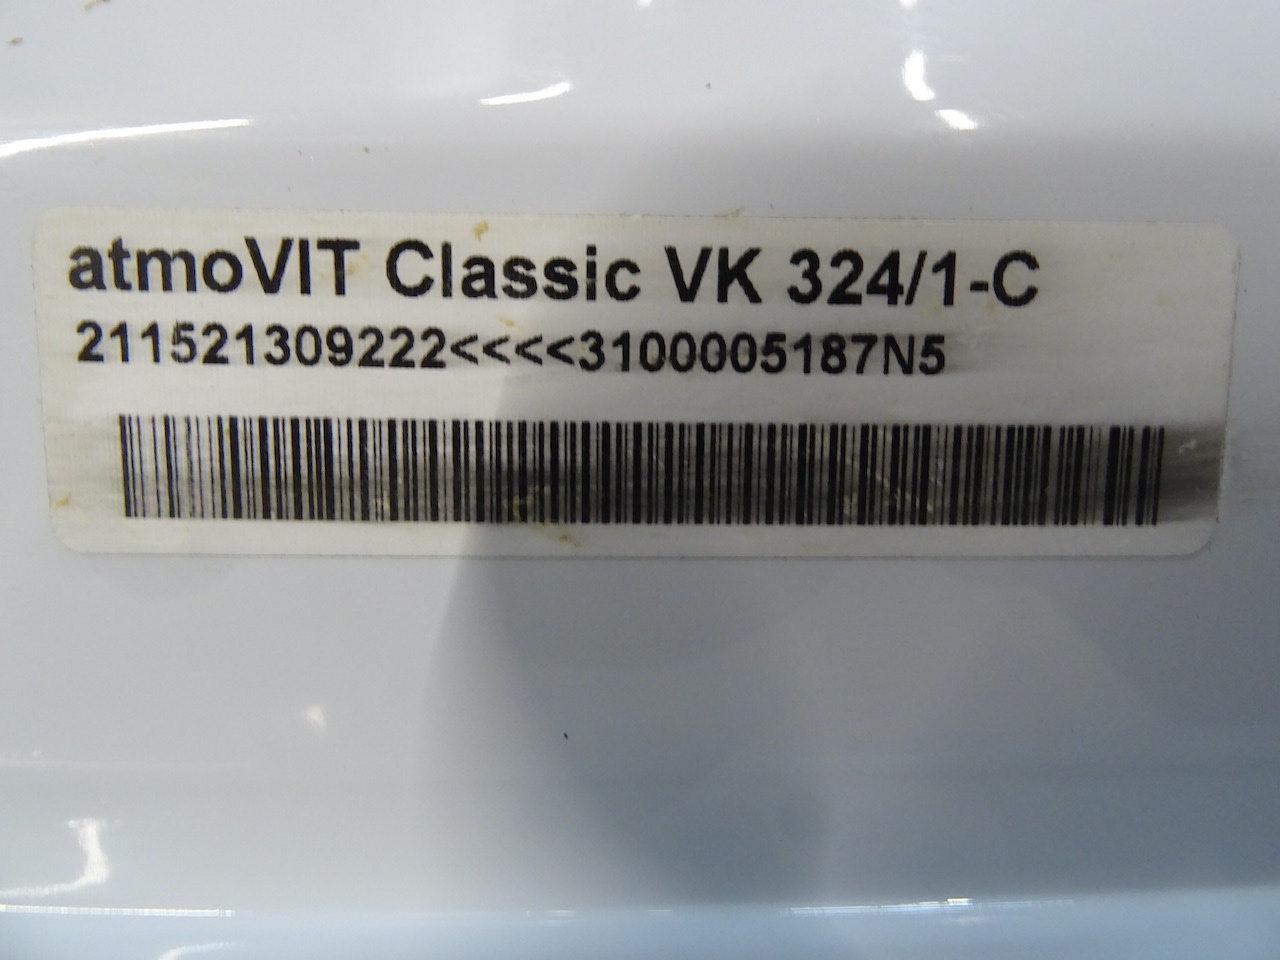 atmoVIT Classic VK 324/1-C
211521309222<<<<3100005187N5